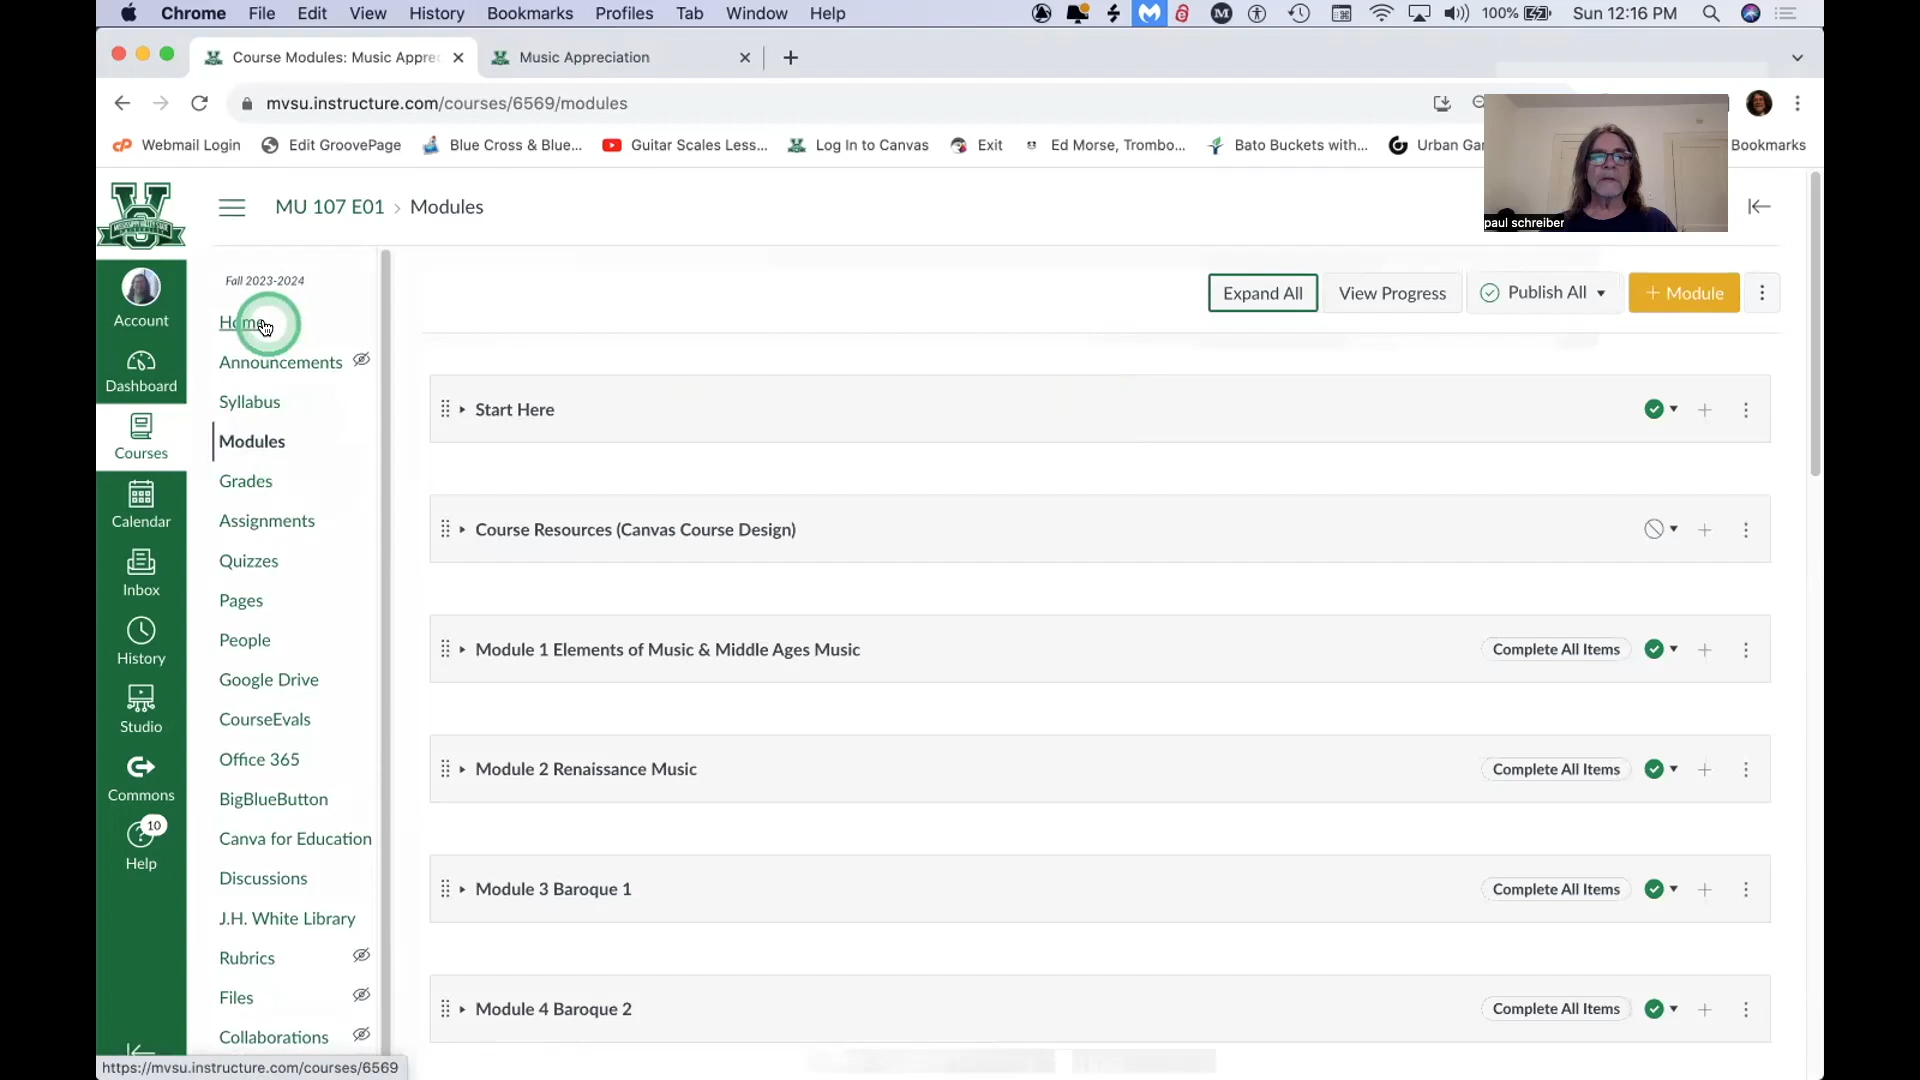 Chrome File Edit View History Bookmarks Profiles Tab Window Help 100% Sun 12:16 PM
Course Modules: Music Appre Music Appreciation
mvsu.instructure.com/courses/6569/modules
Webmail Login Edit GroovePage Blue Cross & Blue... Guitar Scales Less... Log In to Canvas Exit Ed Morse, Trombo... Bato Buckets with... Urban Bookmarks
paul schreiber
MISSISSIPPI VALLEY STATE
MU 107 E01 › Modules
Account
Dashboard
Courses
Calendar
Inbox
History
Studio
Commons
10
Help
Fall 2023-2024
Home
Announcements
Syllabus
Modules
Grades
Assignments
Quizzes
Pages
People
Google Drive
CourseEvals
Office 365
BigBlueButton
Canva for Education
Discussions
J.H. White Library
Rubrics
Files
Collaborations
Expand All View Progress Publish All + Module
Start Here
Course Resources (Canvas Course Design)
Module 1 Elements of Music & Middle Ages Music Complete All Items
Module 2 Renaissance Music Complete All Items
Module 3 Baroque 1 Complete All Items
Module 4 Baroque 2 Complete All Items
https://mvsu.instructure.com/courses/6569